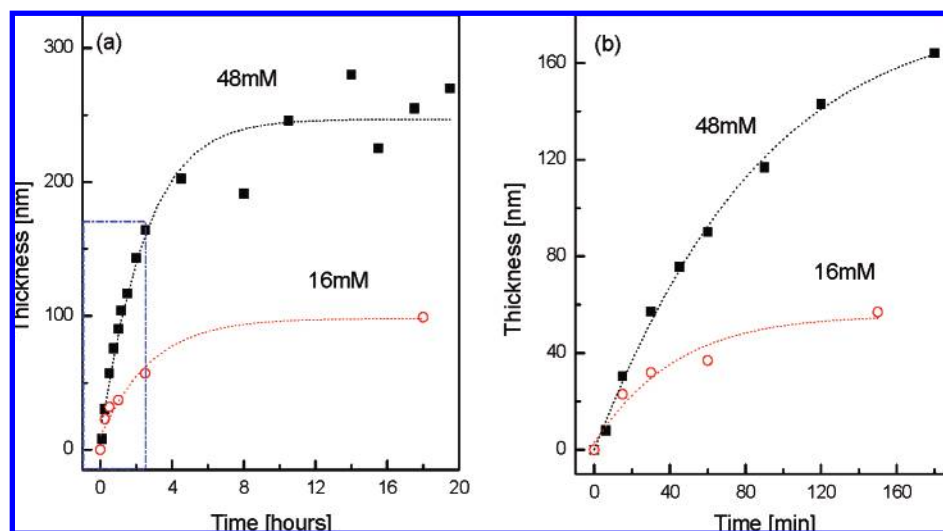 (a)
300
48mM
200
16mM
100
0
Thickness [nm]
0 4 8 12 16 20
Time [hours]
(b)
160
48mM
120
80
16mM
40
0
Thickness [nm]
0 40 80 120 160
Time [min]